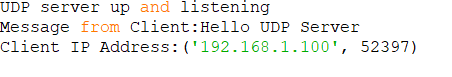 UDP server up and listening
Message from Client:Hello UDP Server
Client IP Address:('192.168.1.100', 52397)